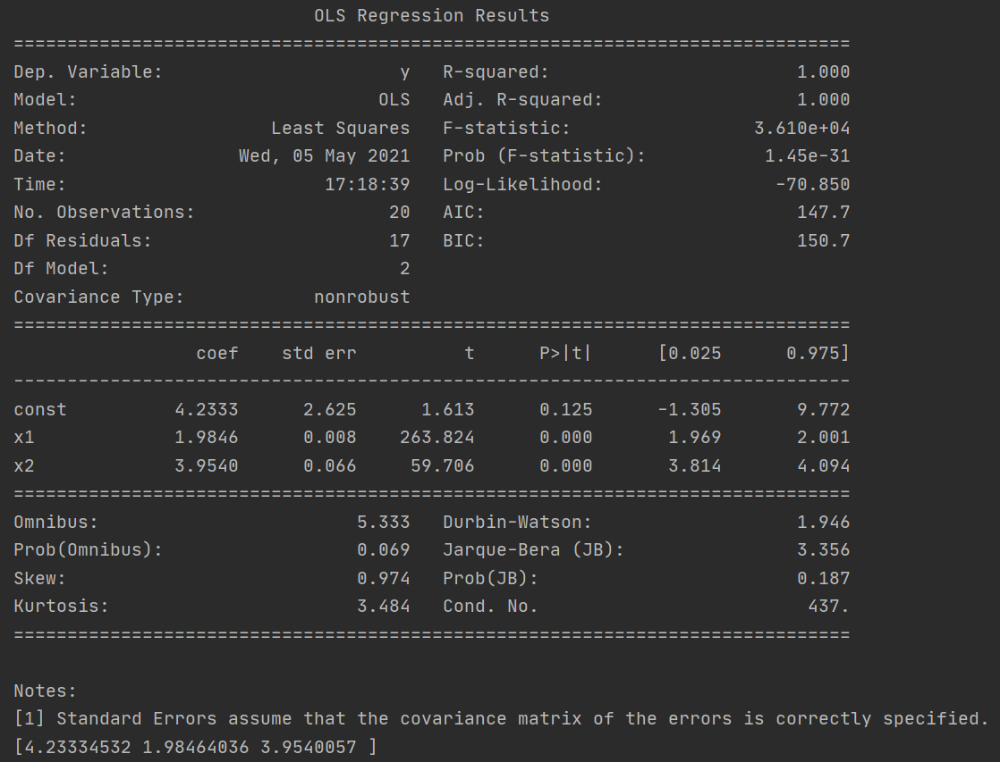 OLS Regression Results
==============================================================================
Dep. Variable:                      y   R-squared:                       1.000
Model:                            OLS   Adj. R-squared:                  1.000
Method:                 Least Squares   F-statistic:                 3.610e+04
Date:                Wed, 05 May 2021   Prob (F-statistic):           1.45e-31
Time:                        17:18:39   Log-Likelihood:                -70.850
No. Observations:                  20   AIC:                             147.7
Df Residuals:                      17   BIC:                             150.7
Df Model:                           2
Covariance Type:            nonrobust
==============================================================================
                 coef    std err          t      P>|t|      [0.025      0.975]
------------------------------------------------------------------------------
const          4.2333      2.625      1.613      0.125      -1.305       9.772
x1             1.9846      0.008    263.824      0.000       1.969       2.001
x2             3.9540      0.066     59.706      0.000       3.814       4.094
==============================================================================
Omnibus:                        5.333   Durbin-Watson:                   1.946
Prob(Omnibus):                  0.069   Jarque-Bera (JB):                3.356
Skew:                           0.974   Prob(JB):                        0.187
Kurtosis:                       3.484   Cond. No.                         437.
==============================================================================

Notes:
[1] Standard Errors assume that the covariance matrix of the errors is correctly specified.
[4.23334532 1.98464036 3.9540057 ]